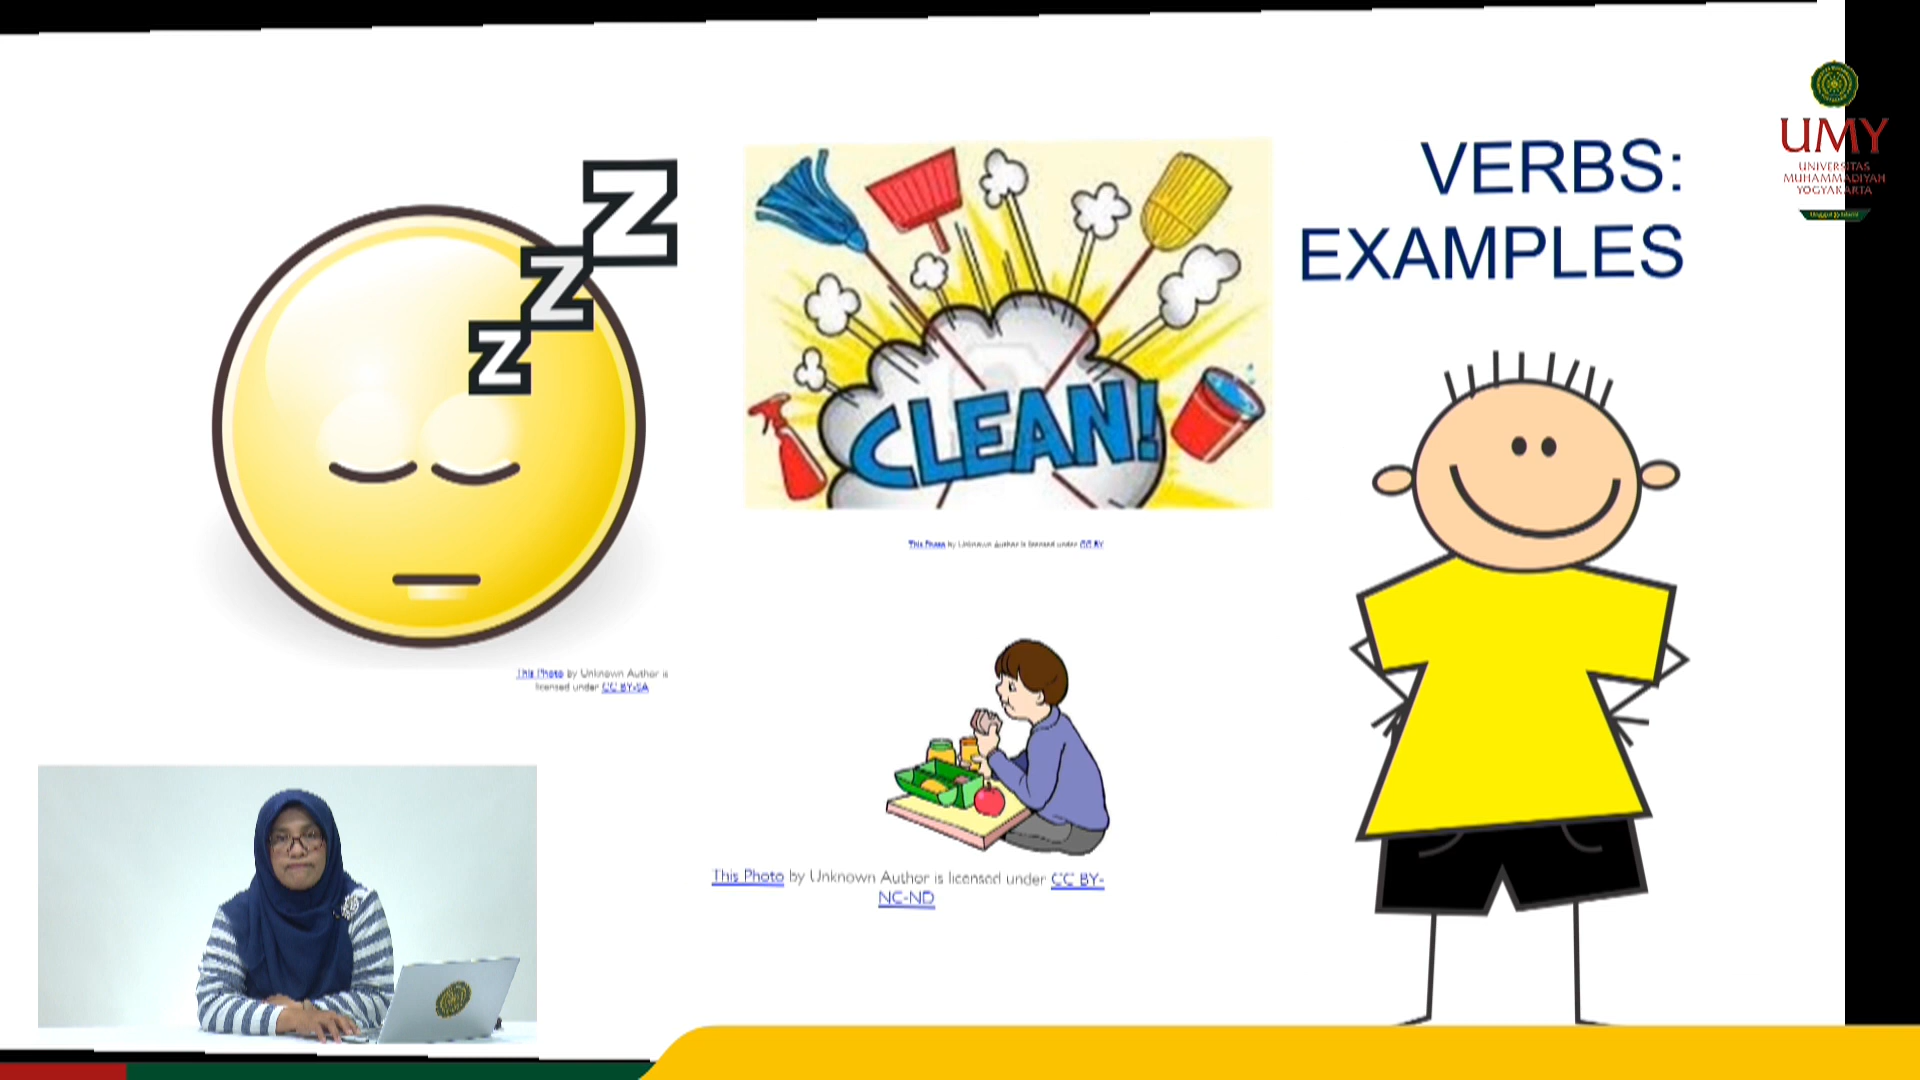 VERBS:
EXAMPLES
Z
Z
Z
CLEAN!
This Photo by Unknown Author is licensed under CC BY
This Photo by Unknown Author is
licensed under CC BY-SA
This Photo by Unknown Author is licensed under CC BY-
NC-ND
UMY
UNIVERSITAS
MUHAMMADIYAH
YOGYAKARTA